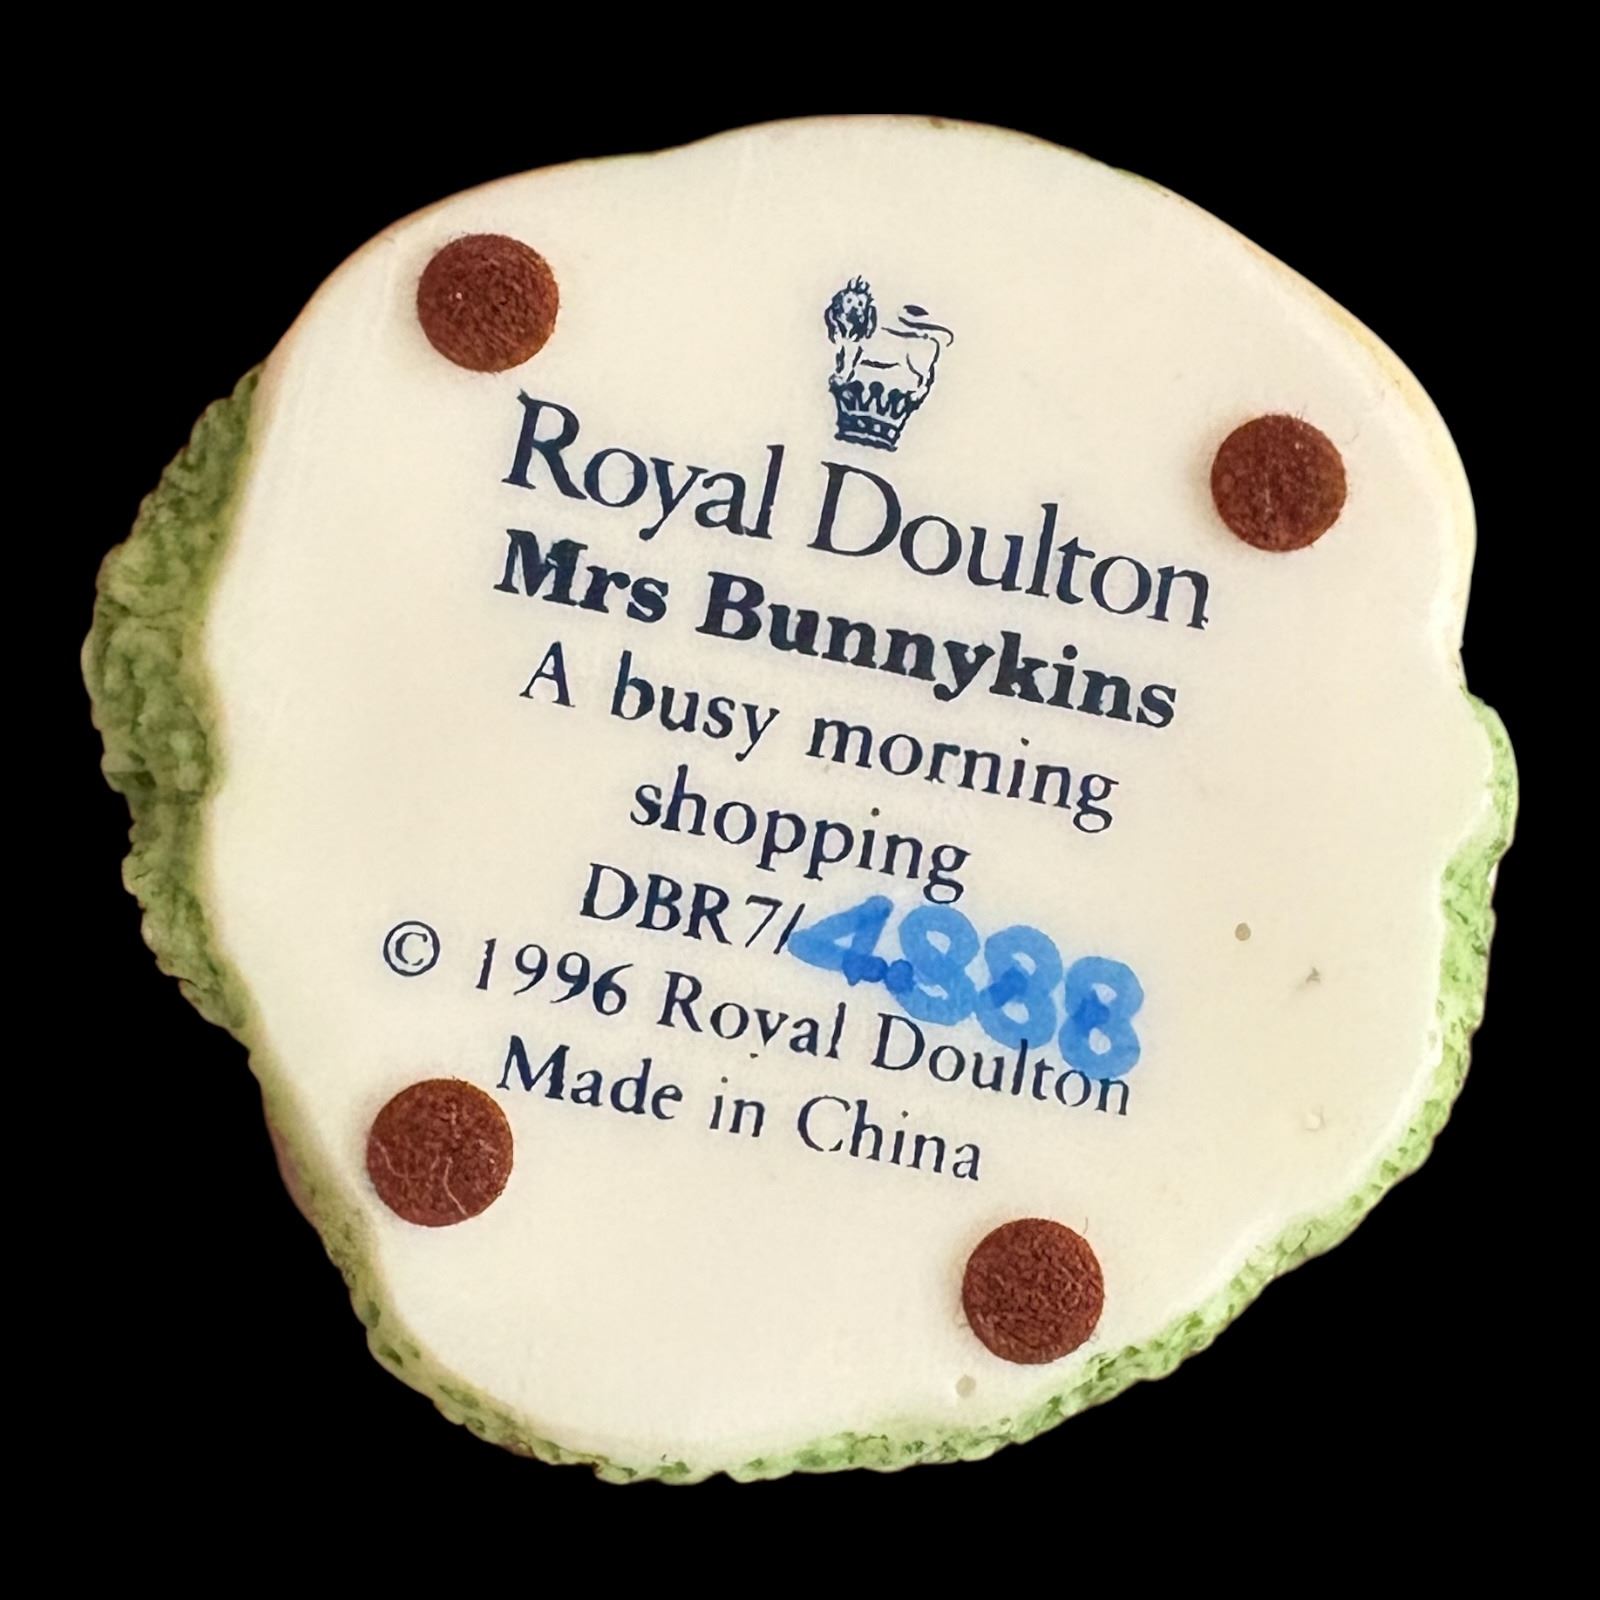 Royal Doulton
Mrs Bunnykins
A busy morning
shopping
DBR7/4888
© 1996 Royal Doulton
Made in China